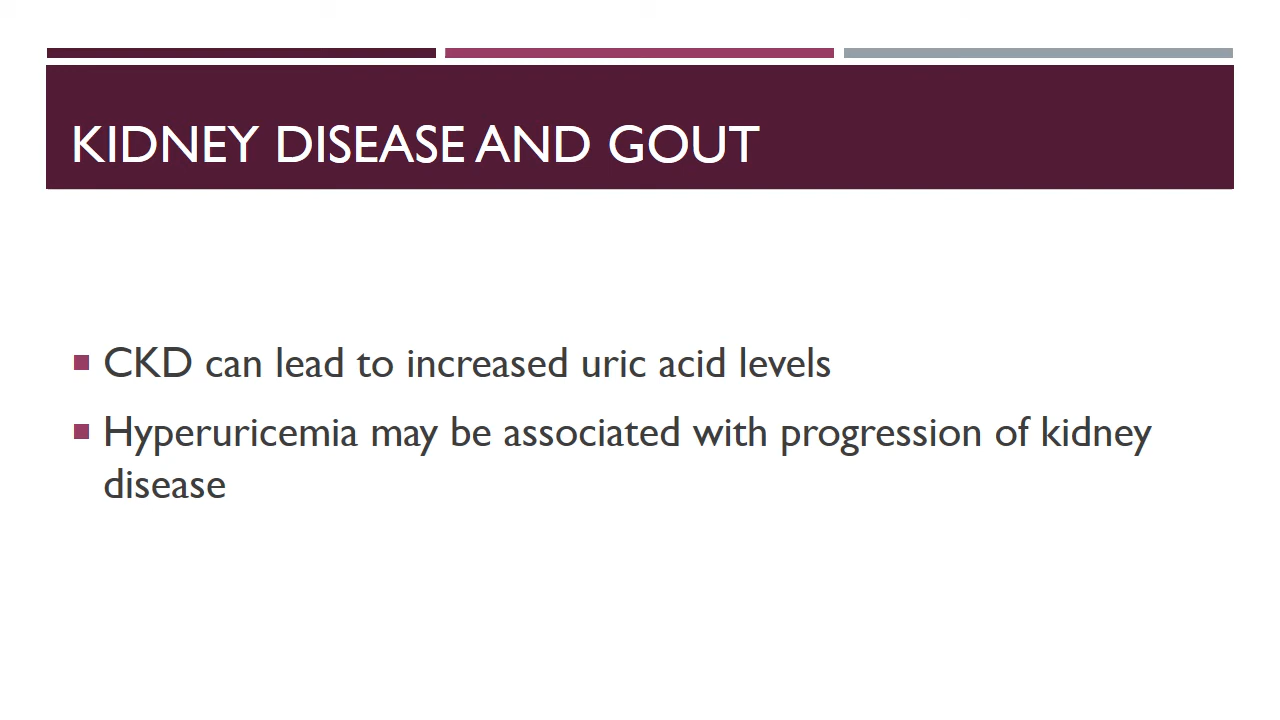 KIDNEY DISEASE AND GOUT
CKD can lead to increased uric acid levels
Hyperuricemia may be associated with progression of kidney
disease